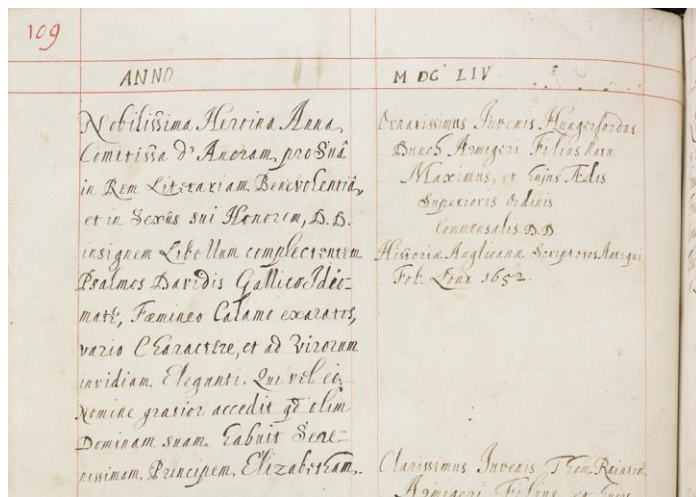 109
ANNO
Nobilissima Heroina Anna
Comitissa d' Ancram, pro Suâ
in Rem Literariam Benevolentiâ,
et in Sexûs sui Honorem, D.D.
insignem Libellum complectentem
Psalmos Davidis Gallico Idio-
mate, Fæmineo Calamo exaratos,
vario Charactere, et ad Virorum
invidiam Eleganti. Qui vel eo
Nomine gratior accedit qd olim
Dominam suam habuit Sere-
nissimam Principem Elizabetham.
M DC LIV
Ornatissimus Juvenis Hungerfordus
Dunch Armigeri Filius Natu
Maximus, et hujus Ædis
Superioris Ordinis
Commensalis D.D.
Historiæ Anglicanæ Scriptores Antiqui
Fol. Lond 1652.
Clarissimus Juvenis Thom
Armigeri Filius et